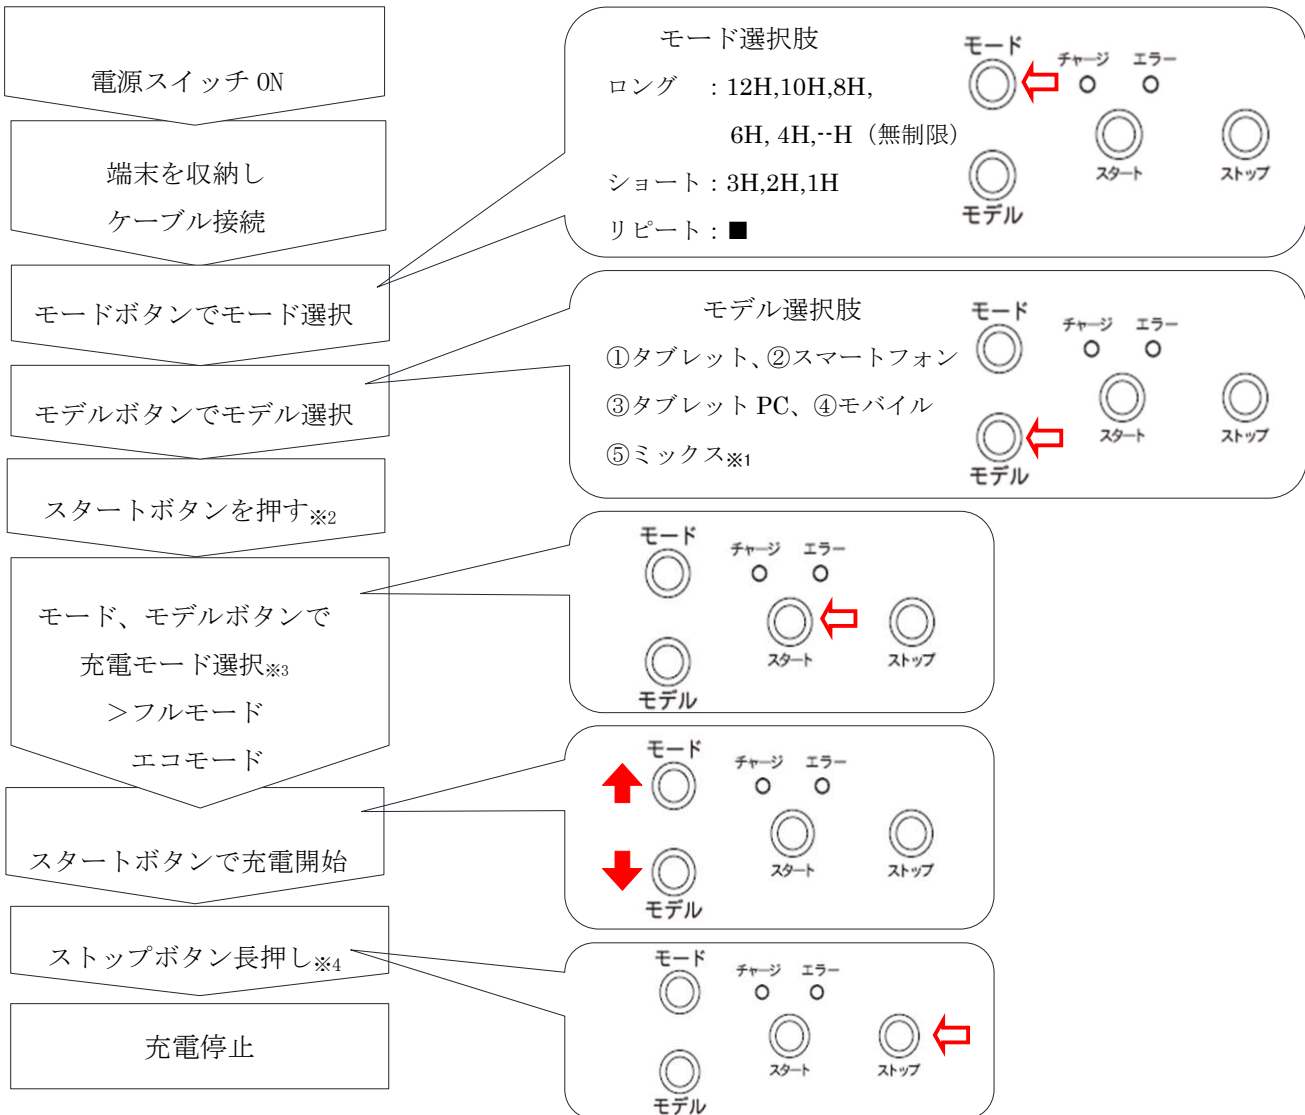 電源スイッチ ON
端末を収納し
ケーブル接続
モードボタンでモード選択
モデルボタンでモデル選択
スタートボタンを押す※2
モード、モデルボタンで
充電モード選択※3
＞フルモード
エコモード
スタートボタンで充電開始
ストップボタン長押し※4
充電停止
モード選択肢
ロング ：12H,10H,8H,
6H, 4H,--H（無制限）
ショート：3H,2H,1H
リピート：■
モード
チャージ エラー
スタート ストップ
モデル
モデル選択肢
①タブレット、②スマートフォン
③タブレット PC、④モバイル
⑤ミックス※1
モード
チャージ エラー
スタート ストップ
モデル
モード
チャージ エラー
スタート ストップ
モデル
モード
チャージ エラー
スタート ストップ
モデル
モード
チャージ エラー
スタート ストップ
モデル